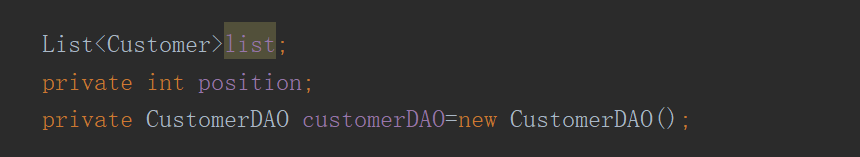 List<Customer>list;
private int position;
private CustomerDAO customerDAO=new CustomerDAO();